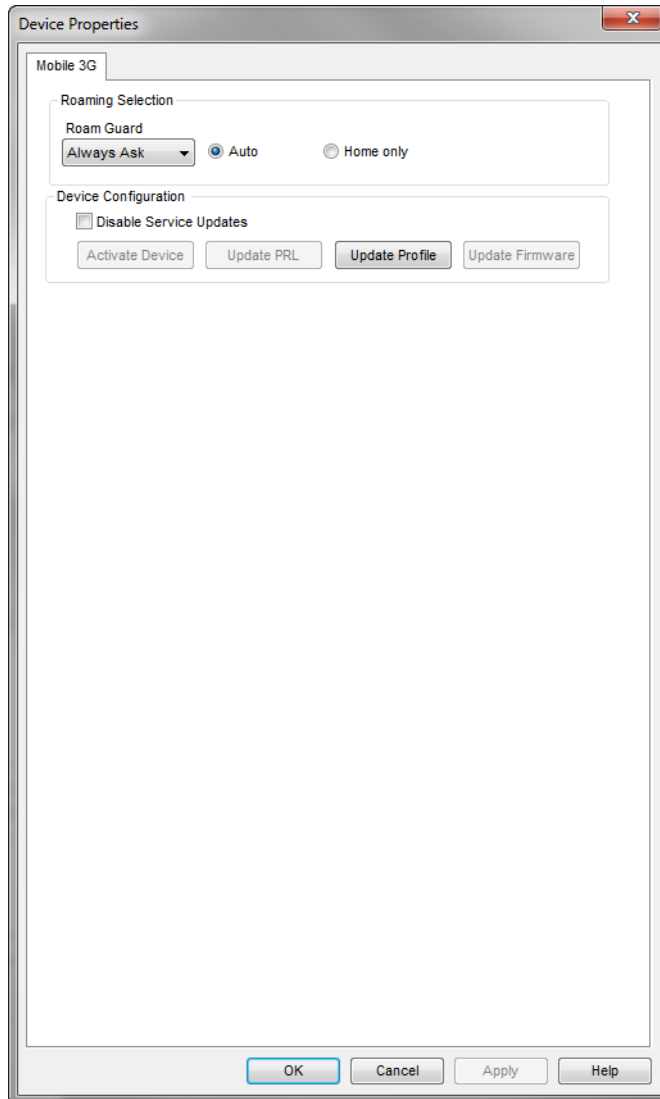 Device Properties
Mobile 3G
Roaming Selection
Roam Guard
Always Ask Auto Home only
Device Configuration
Disable Service Updates
Activate Device Update PRL Update Profile Update Firmware
OK Cancel Apply Help